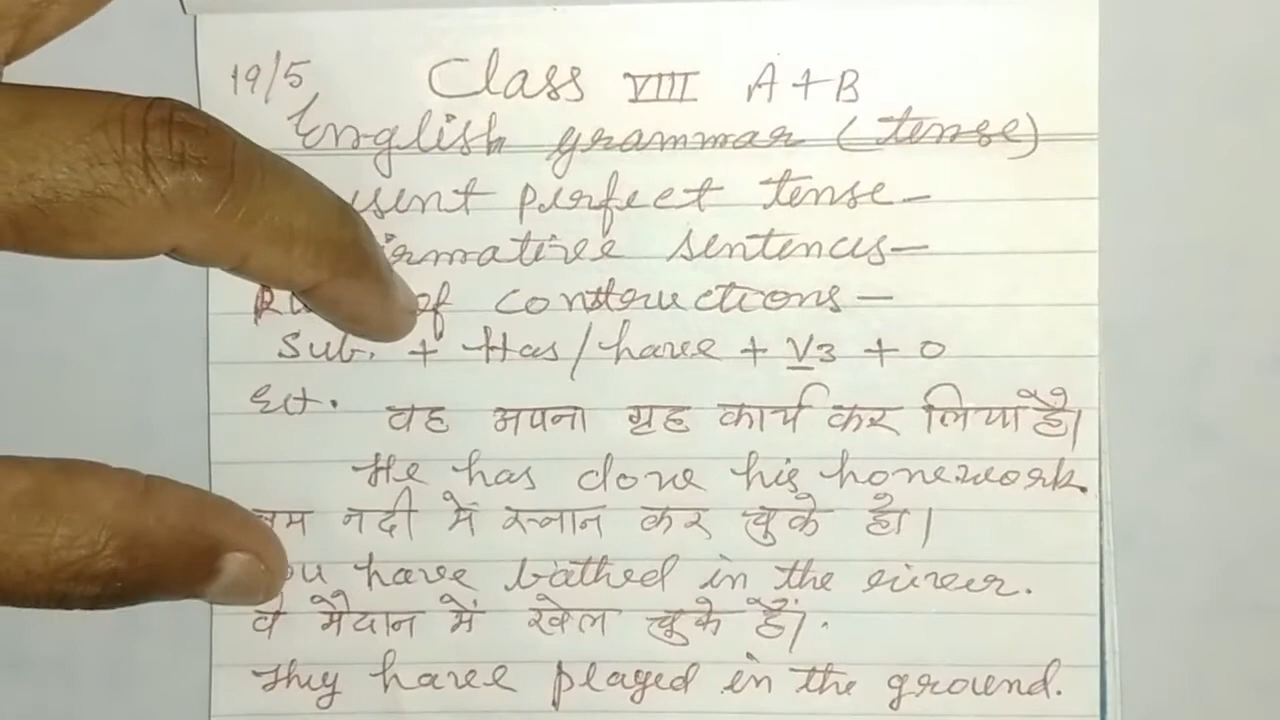 19/5 Class VIII A+B
English grammar (tense)
perfect tense-
sentences-
of constructions-
Sub. + Has/have + V3 + O
Ex. वह अपना ग्रह कार्य कर लिया है।
He has done his homework.
नदी में स्नान कर चुके हो।
have bathed in the river.
वे मैदान में खेल चुके हैं।
They have played in the ground.